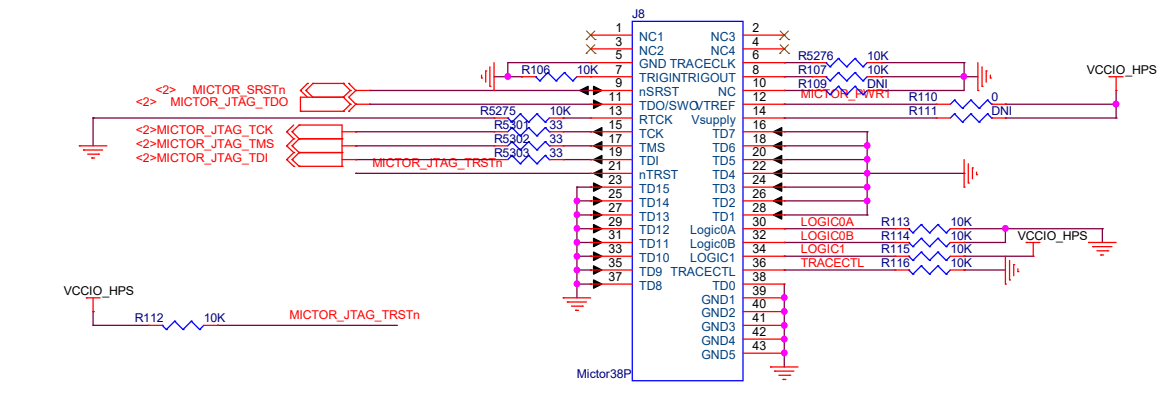 J8
1 NC1 NC3 2
3 NC2 NC4 4
5 GND TRACECLK 6 R5276 10K
R106 10K 7 TRIGIN TRIGOUT 8 R107 10K VCCIO_HPS
<2> MICTOR_SRSTn 9 nSRST NC 10 R109 DNI
<2> MICTOR_JTAG_TDO 11 TDO/SWO VTREF 12 MICTOR_PWR1 R110 0
R5275 10K 13 RTCK Vsupply 14 R111 DNI
<2>MICTOR_JTAG_TCK R5301 33 15 TCK TD7 16
<2>MICTOR_JTAG_TMS R5302 33 17 TMS TD6 18
<2>MICTOR_JTAG_TDI R5303 33 19 TDI TD5 20
MICTOR_JTAG_TRSTn 21 nTRST TD4 22
23 TD15 TD3 24
25 TD14 TD2 26
27 TD13 TD1 28
29 TD12 Logic0A 30 LOGIC0A R113 10K
31 TD11 Logic0B 32 LOGIC0B R114 10K VCCIO_HPS
33 TD10 LOGIC1 34 LOGIC1 R115 10K
35 TD9 TRACECTL 36 TRACECTL R116 10K
37 TD8 TD0 38
VCCIO_HPS GND1 39
GND2 40
R112 10K MICTOR_JTAG_TRSTn GND3 41
GND4 42
GND5 43
Mictor38P